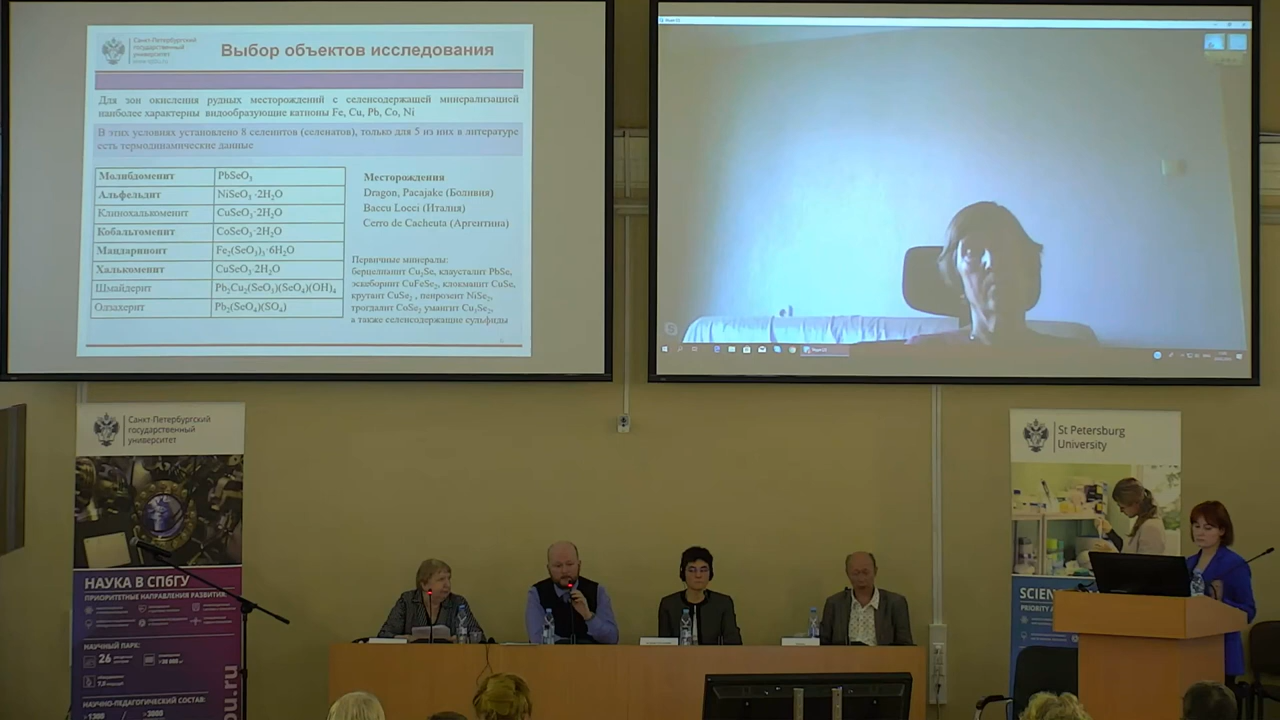 Санкт-Петербургский
государственный
университет
Выбор объектов исследования
Для зон окисления рудных месторождений с селенсодержащей минерализацией
наиболее характерны видообразующие катионы Fe, Cu, Pb, Co, Ni
В этих условиях установлено 8 селенитов (селенатов), только для 5 из них в литературе
есть термодинамические данные
Молибдоменит PbSeO3
Альфельдит NiSeO3·2H2O
Клинохалькоменит CuSeO3·2H2O
Кобальтоменит CoSeO3·2H2O
Мандариноит Fe2(SeO3)3·6H2O
Халькоменит CuSeO3·2H2O
Шмайдерит Pb2Cu2(SeO3)(SeO4)(OH)4
Олзахерит Pb2(SeO4)(SO4)
Месторождения
Dragon, Pacajake (Боливия)
Baccu Locci (Италия)
Cerro de Cacheuta (Аргентина)
Первичные минералы:
берцелианит Cu2Se, клаусталит PbSe,
эскеборнит CuFeSe2, клокманит CuSe,
крутаит CuSe2, пенрозеит NiSe2,
трогдалит CoSe2 умангит Cu3Se2,
а также селенсодержащие сульфиды
Санкт-Петербургский
государственный
университет
НАУКА В СПБГУ
ПРИОРИТЕТНЫЕ НАПРАВЛЕНИЯ РАЗВИТИЯ:
НАУЧНЫЙ ПАРК:
26
НАУЧНО-ПЕДАГОГИЧЕСКИЙ СОСТАВ:
St Petersburg
University
SCIEN
PRIORITY